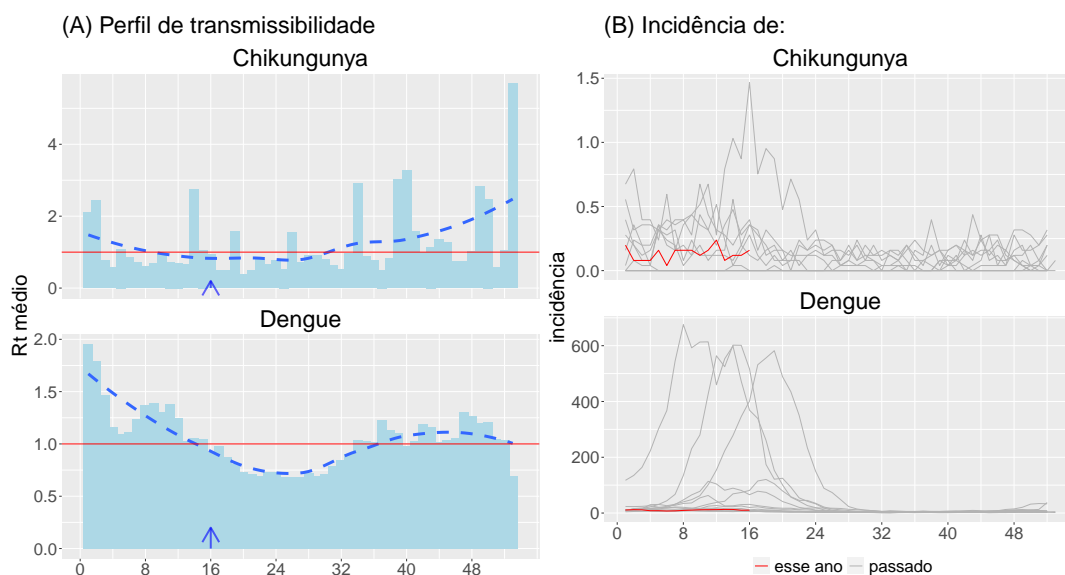 (A) Perfil de transmissibilidade
Chikungunya
4
2
0
Dengue
2.0
1.5
1.0
0.5
0.0
0 8 16 24 32 40 48
Rt médio
(B) Incidência de:
Chikungunya
1.5
1.0
0.5
0.0
Dengue
600
400
200
0
0 8 16 24 32 40 48
incidência
esse ano passado